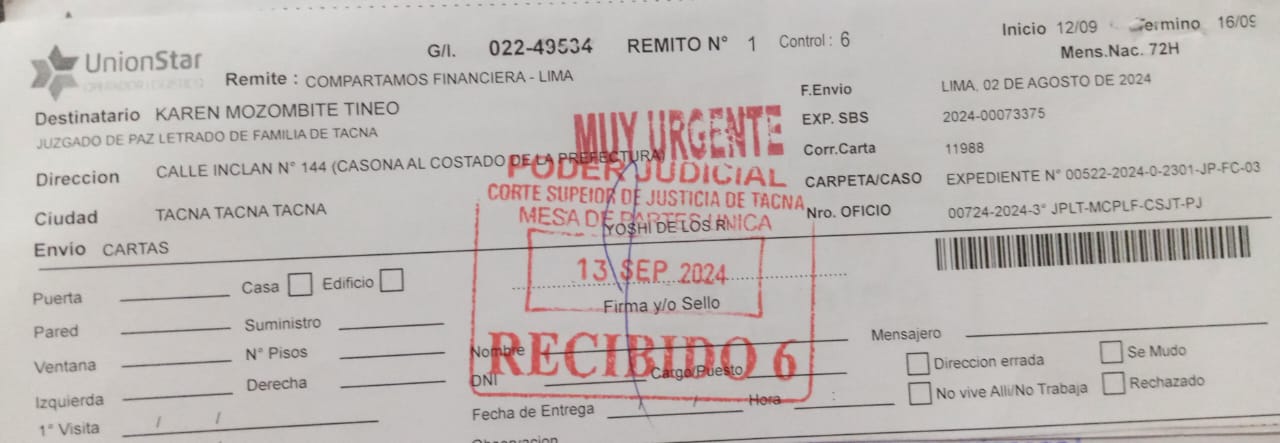 UnionStar
G/I. 022-49534 REMITO N° 1 Control : 6
Inicio 12/09 Termino 16/09
Mens.Nac. 72H
Remite : COMPARTAMOS FINANCIERA - LIMA
Destinatario KAREN MOZOMBITE TINEO
JUZGADO DE PAZ LETRADO DE FAMILIA DE TACNA
Direccion CALLE INCLAN N° 144 (CASONA AL COSTADO DE LA PREFECTURA)
Ciudad TACNA TACNA TACNA
Envío CARTAS
F.Envio LIMA, 02 DE AGOSTO DE 2024
EXP. SBS 2024-00073375
Corr.Carta 11988
CARPETA/CASO EXPEDIENTE N° 00522-2024-0-2301-JP-FC-03
Nro. OFICIO 00724-2024-3° JPLT-MCPLF-CSJT-PJ
MUY URGENTE
PODER JUDICIAL
CORTE SUPEIOR DE JUSTICIA DE TACNA
MESA DE PARTES UNICA
YOSHI DE LOS R
13 SEP 2024
Firma y/o Sello
RECIBIDO 6
Puerta Casa Edificio
Pared Suministro
Ventana N° Pisos
Izquierda Derecha
1° Visita / /
Nombre
DNI Cargo/Puesto
Fecha de Entrega / / Hora :
Observacion
Mensajero
Direccion errada Se Mudo
No vive Alli/No Trabaja Rechazado